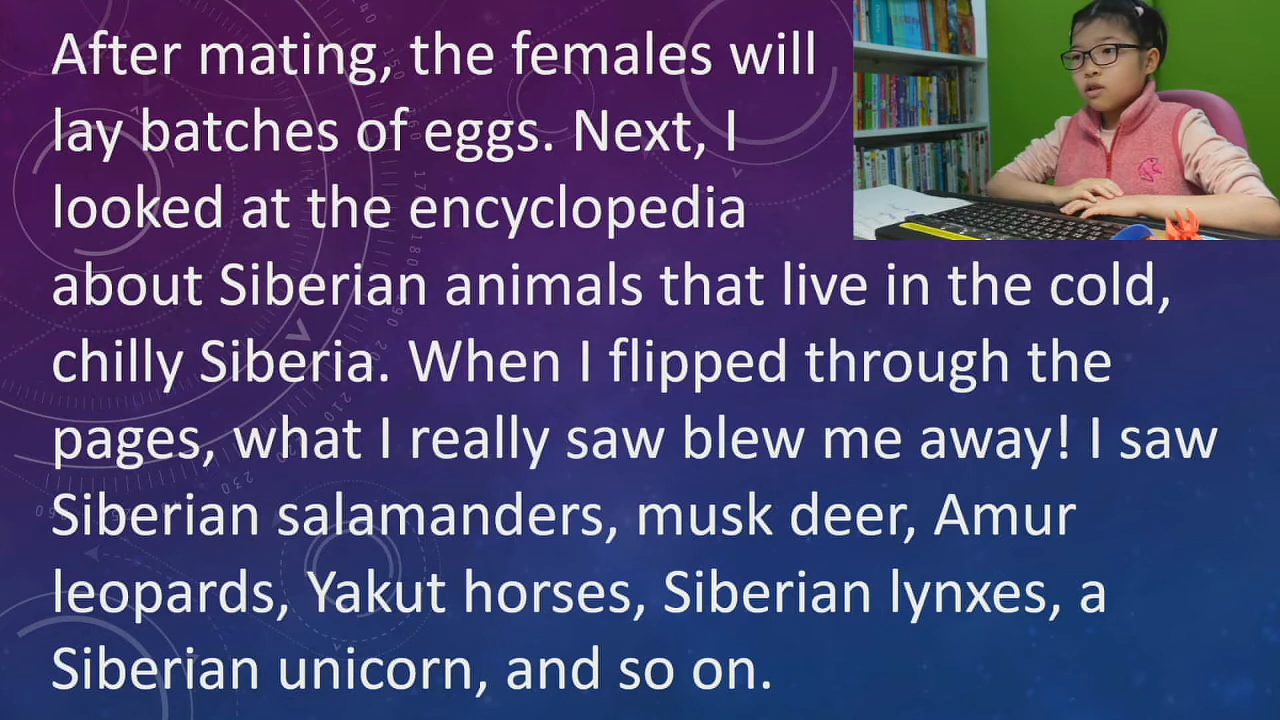 After mating, the females will
lay batches of eggs. Next, I
looked at the encyclopedia
about Siberian animals that live in the cold,
chilly Siberia. When I flipped through the
pages, what I really saw blew me away! I saw
Siberian salamanders, musk deer, Amur
leopards, Yakut horses, Siberian lynxes, a
Siberian unicorn, and so on.